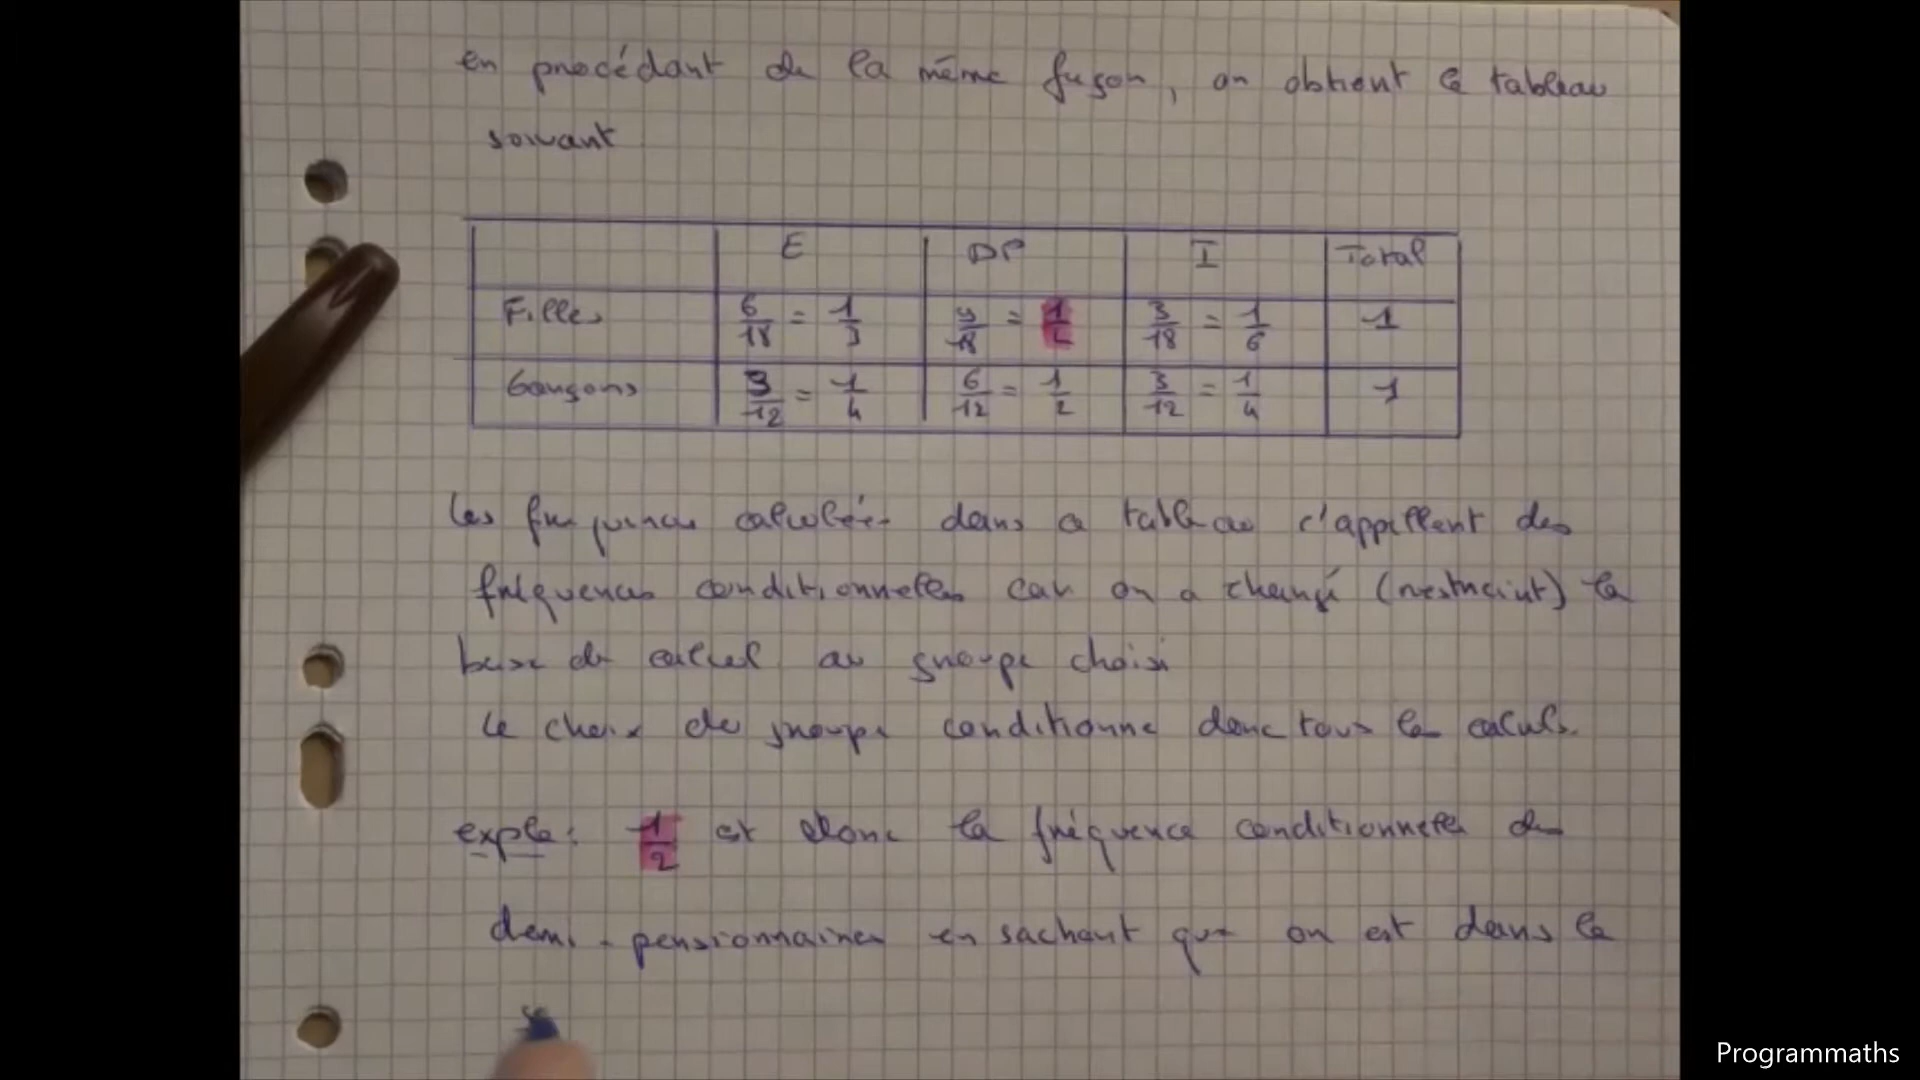 en procédant de la même façon, on obtient le tableau
suivant
E DP I Total
Filles 6/18 = 1/3 9/18 = 1/2 3/18 = 1/6 1
Garçons 3/12 = 1/4 6/12 = 1/2 3/12 = 1/4 1
les fréquences calculées dans ce tableau s'appellent des
fréquences conditionnelles car on a changé (restreint) la
base de calcul au groupe choisi
Le choix du groupe conditionne donc tous les calculs.
exple : 1/2 est donc la fréquence conditionnelle de
demi-pensionnaires en sachant que on est dans le
Programmaths